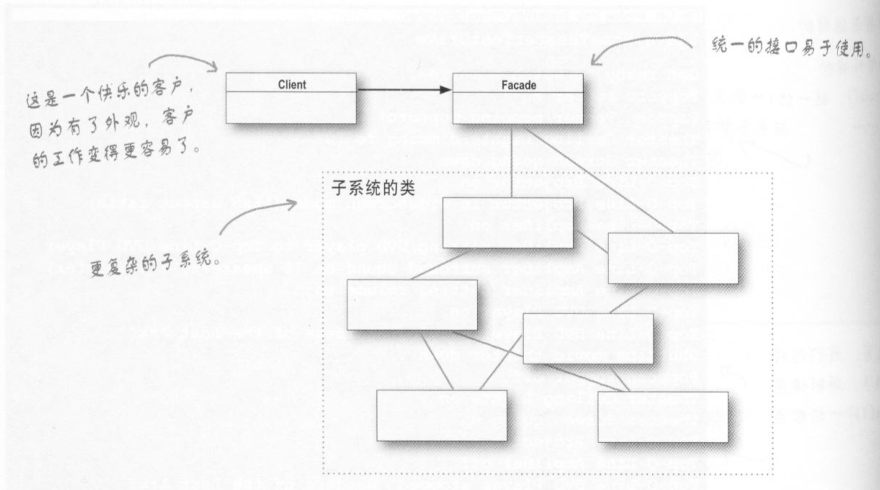 统一的接口易于使用。
这是一个快乐的客户，
因为有了外观，客户
的工作变得更容易了。
Client
Facade
子系统的类
更复杂的子系统。